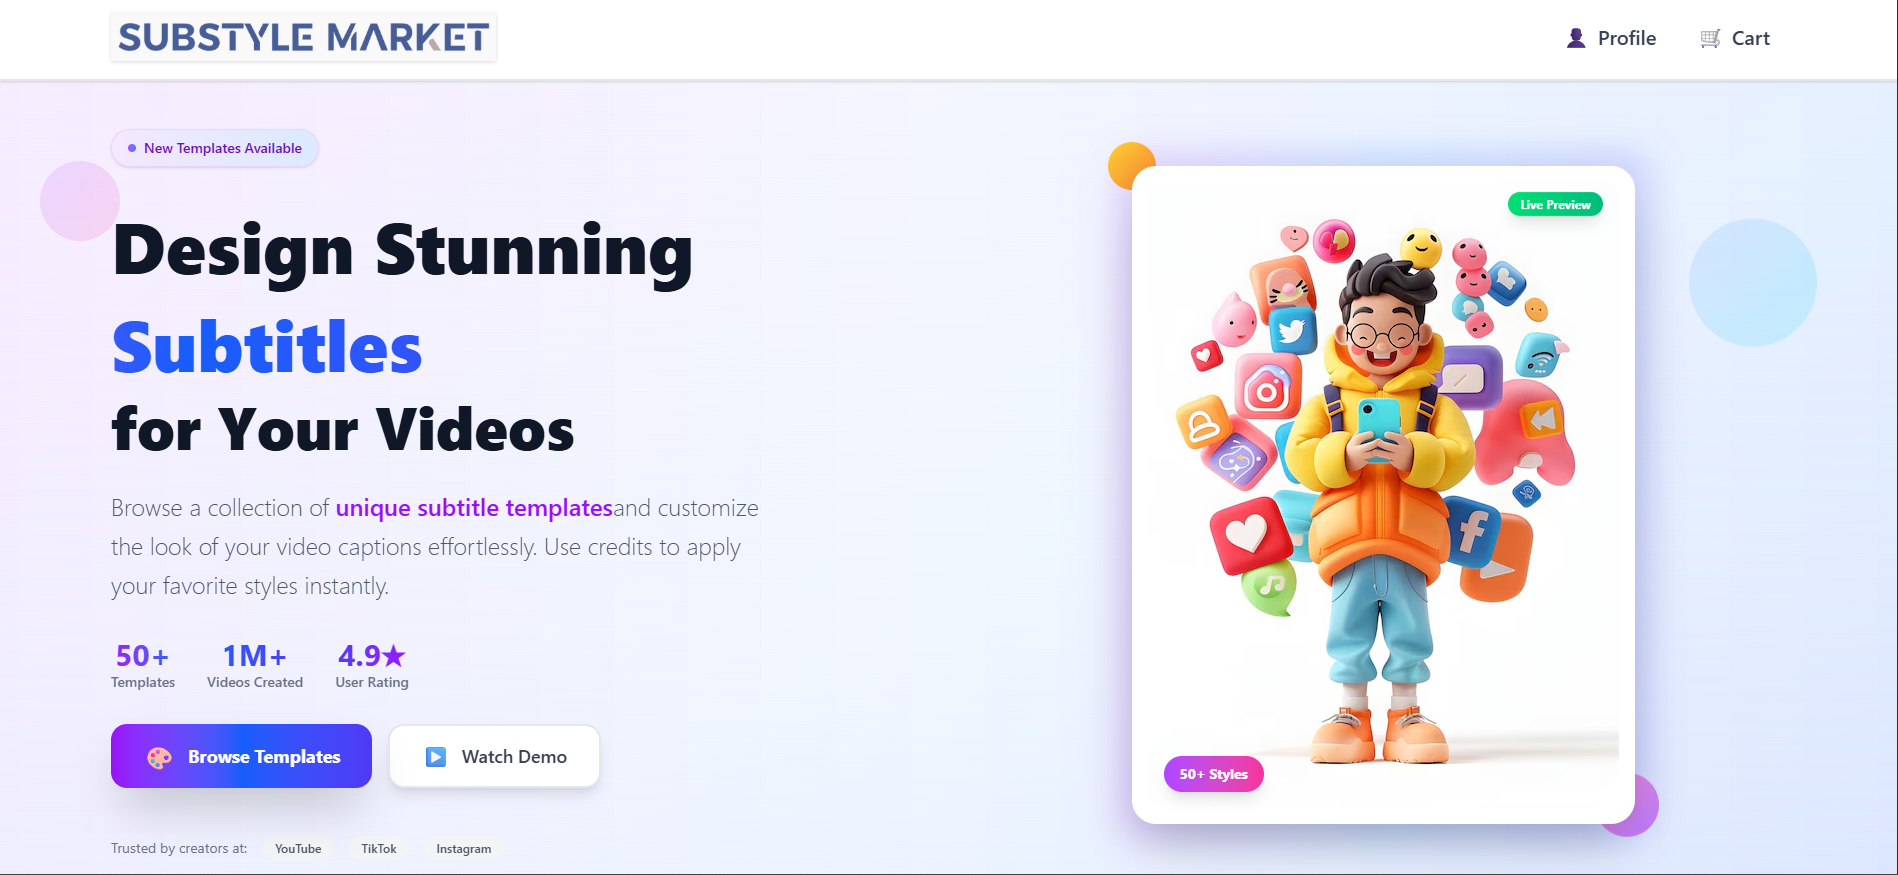 SUBSTYLE MARKET
Profile
Cart
New Templates Available
Design Stunning
Subtitles
for Your Videos
Browse a collection of unique subtitle templatesand customize
the look of your video captions effortlessly. Use credits to apply
your favorite styles instantly.
50+
1M+
4.9★
Templates
Videos Created
User Rating
Browse Templates
Watch Demo
Trusted by creators at:
YouTube
TikTok
Instagram
Live Preview
50+ Styles